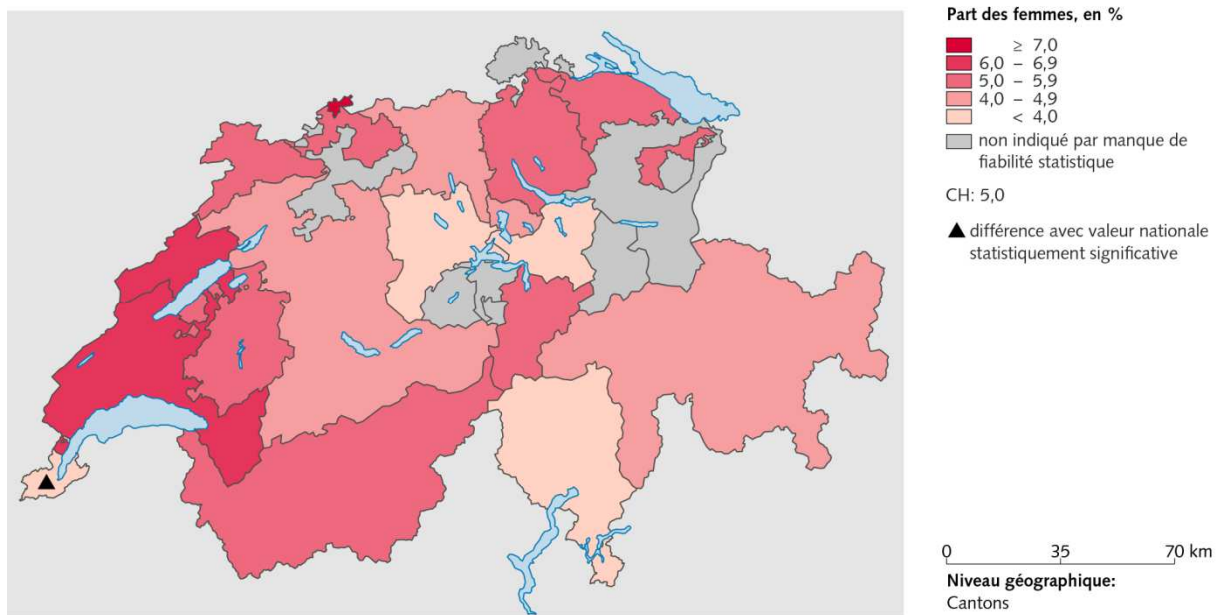 Part des femmes, en %
≥ 7,0
6,0 – 6,9
5,0 – 5,9
4,0 – 4,9
< 4,0
non indiqué par manque de
fiabilité statistique
CH: 5,0
▲ différence avec valeur nationale
statistiquement significative
0 35 70 km
Niveau géographique:
Cantons